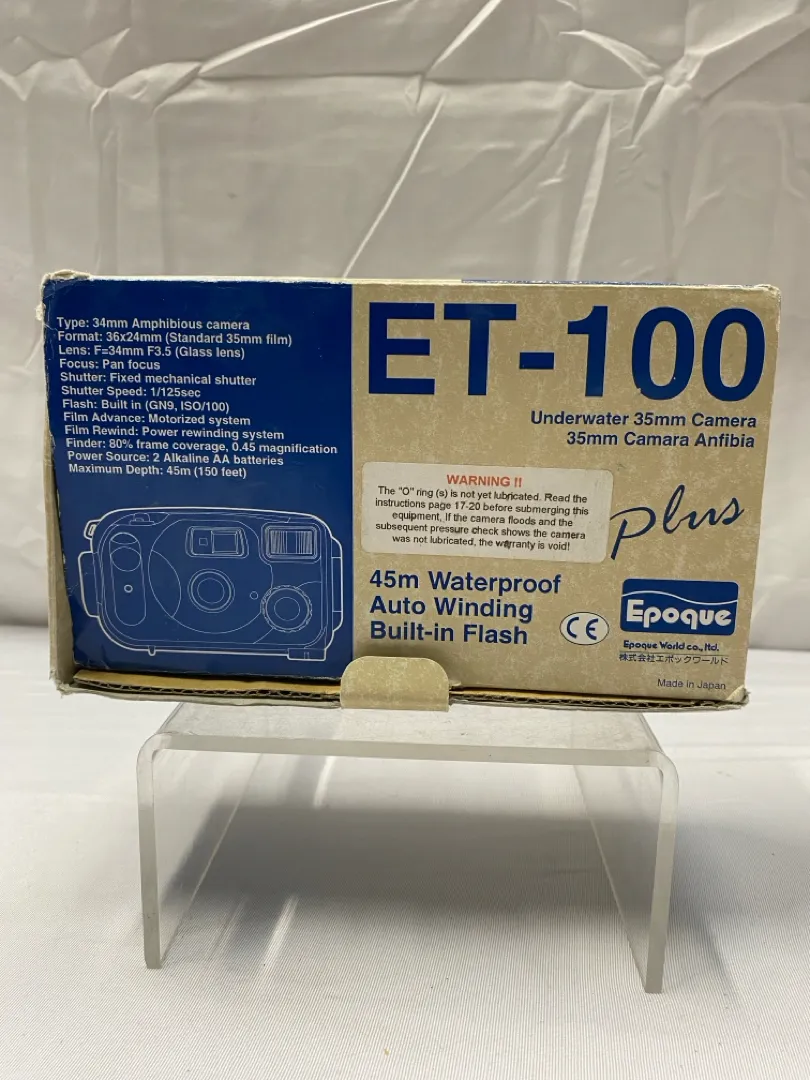 Type: 34mm Amphibious camera
Format: 36x24mm (Standard 35mm film)
Lens: F=34mm F3.5 (Glass lens)
Focus: Pan focus
Shutter: Fixed mechanical shutter
Shutter Speed: 1/125sec
Flash: Built in (GN9, ISO/100)
Film Advance: Motorized system
Film Rewind: Power rewinding system
Finder: 80% frame coverage, 0.45 magnification
Power Source: 2 Alkaline AA batteries
Maximum Depth: 45m (150 feet)
ET-100
Underwater 35mm Camera
35mm Camara Anfibia
WARNING !!
The "O" ring (s) is not yet lubricated. Read the
instructions page 17-20 before submerging this
equipment. If the camera floods and the
subsequent pressure check shows the camera
was not lubricated, the warranty is void!
plus
45m Waterproof
Auto Winding
Built-in Flash
CE
Epoque
Epoque World co., ltd.
株式会社エポックワールド
Made in Japan